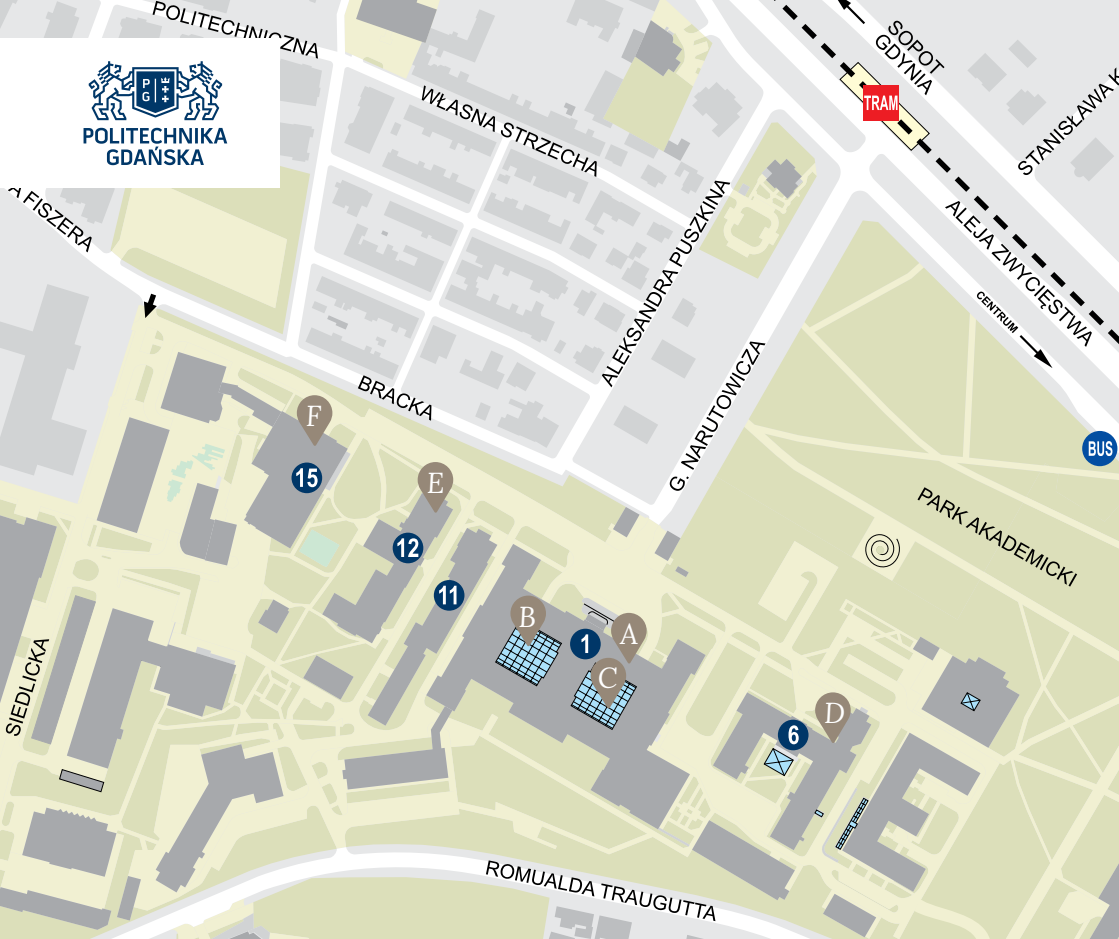 POLITECHNICZNA
SOPOT
GDYNIA
TRAM
STANISŁAWA K
P G
POLITECHNIKA
GDAŃSKA
WŁASNA STRZECHA
A FISZERA
ALEKSANDRA PUSZKINA
ALEJA ZWYCIĘSTWA
CENTRUM
BRACKA
G. NARUTOWICZA
BUS
F
15
E
12
11
PARK AKADEMICKI
B
1
A
C
D
6
SIEDLICKA
ROMUALDA TRAUGUTTA